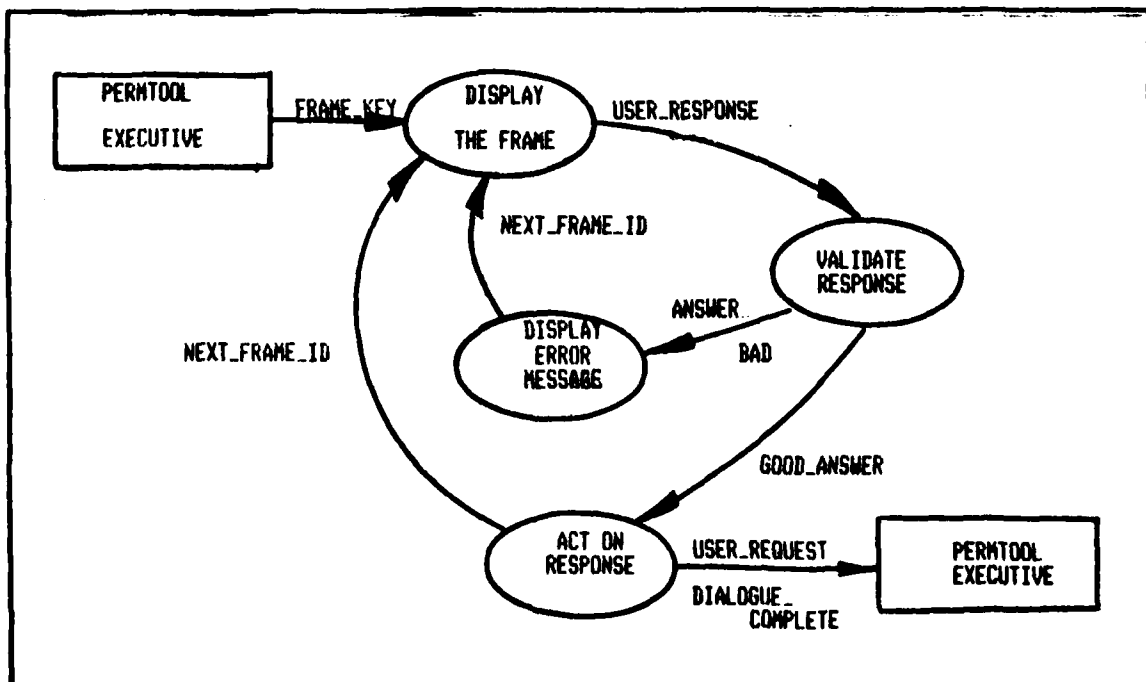 PERMTOOL
EXECUTIVE
FRAME_KEY
DISPLAY
THE FRAME
USER_RESPONSE
NEXT_FRAME_ID
VALIDATE
RESPONSE
ANSWER
BAD
DISPLAY
ERROR
MESSAGE
NEXT_FRAME_ID
GOOD_ANSWER
ACT ON
RESPONSE
USER_REQUEST
DIALOGUE_
COMPLETE
PERMTOOL
EXECUTIVE